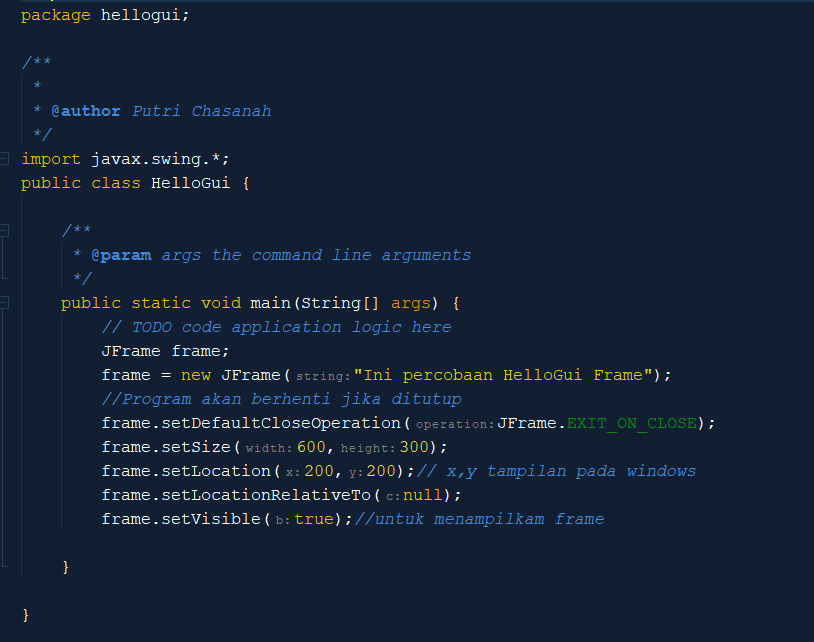 package hellogui;
/**
 *
 * @author Putri Chasanah
 */
import javax.swing.*;
public class HelloGui {
    /**
     * @param args the command line arguments
     */
    public static void main(String[] args) {
        // TODO code application logic here
        JFrame frame;
        frame = new JFrame( string: "Ini percobaan HelloGui Frame");
        //Program akan berhenti jika ditutup
        frame.setDefaultCloseOperation( operation: JFrame.EXIT_ON_CLOSE);
        frame.setSize( width: 600, height: 300);
        frame.setLocation( x: 200, y: 200);// x,y tampilan pada windows
        frame.setLocationRelativeTo( c: null);
        frame.setVisible( b: true);//untuk menampilkam frame
    }
}